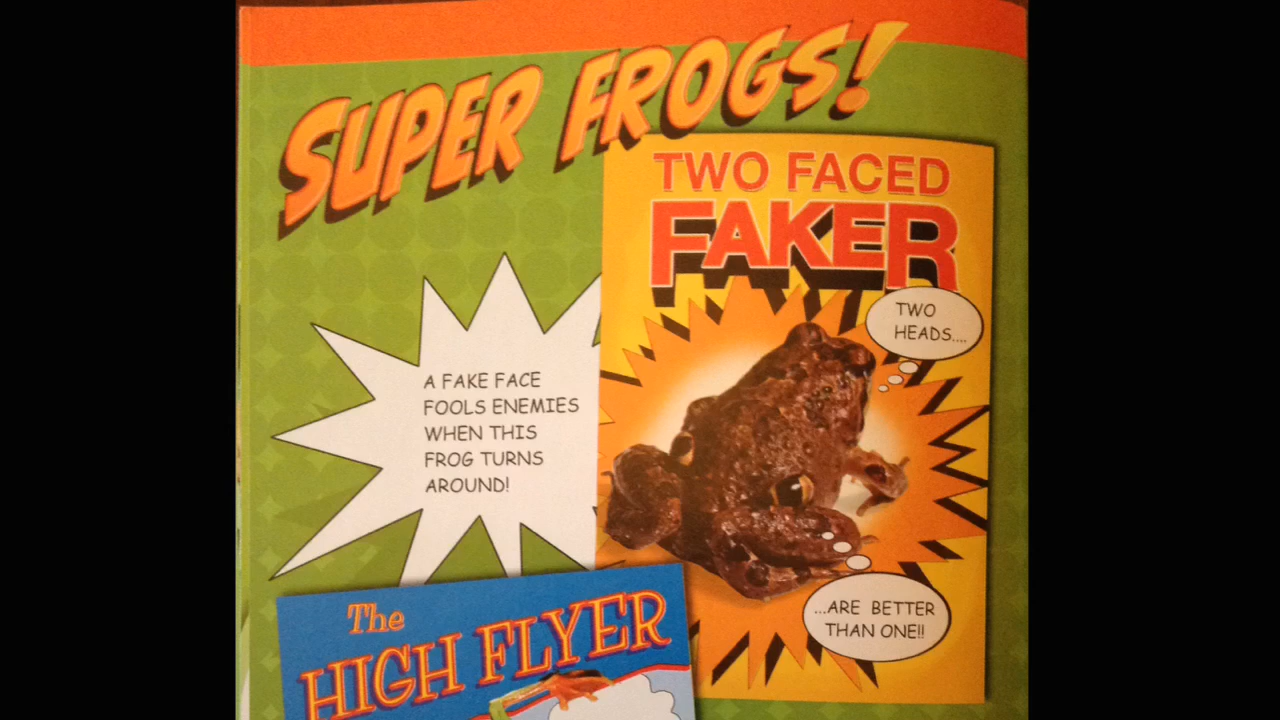 SUPER FROGS!
TWO FACED
FAKER
TWO
HEADS....
A FAKE FACE
FOOLS ENEMIES
WHEN THIS
FROG TURNS
AROUND!
...ARE BETTER
THAN ONE!!
The
HIGH FLYER